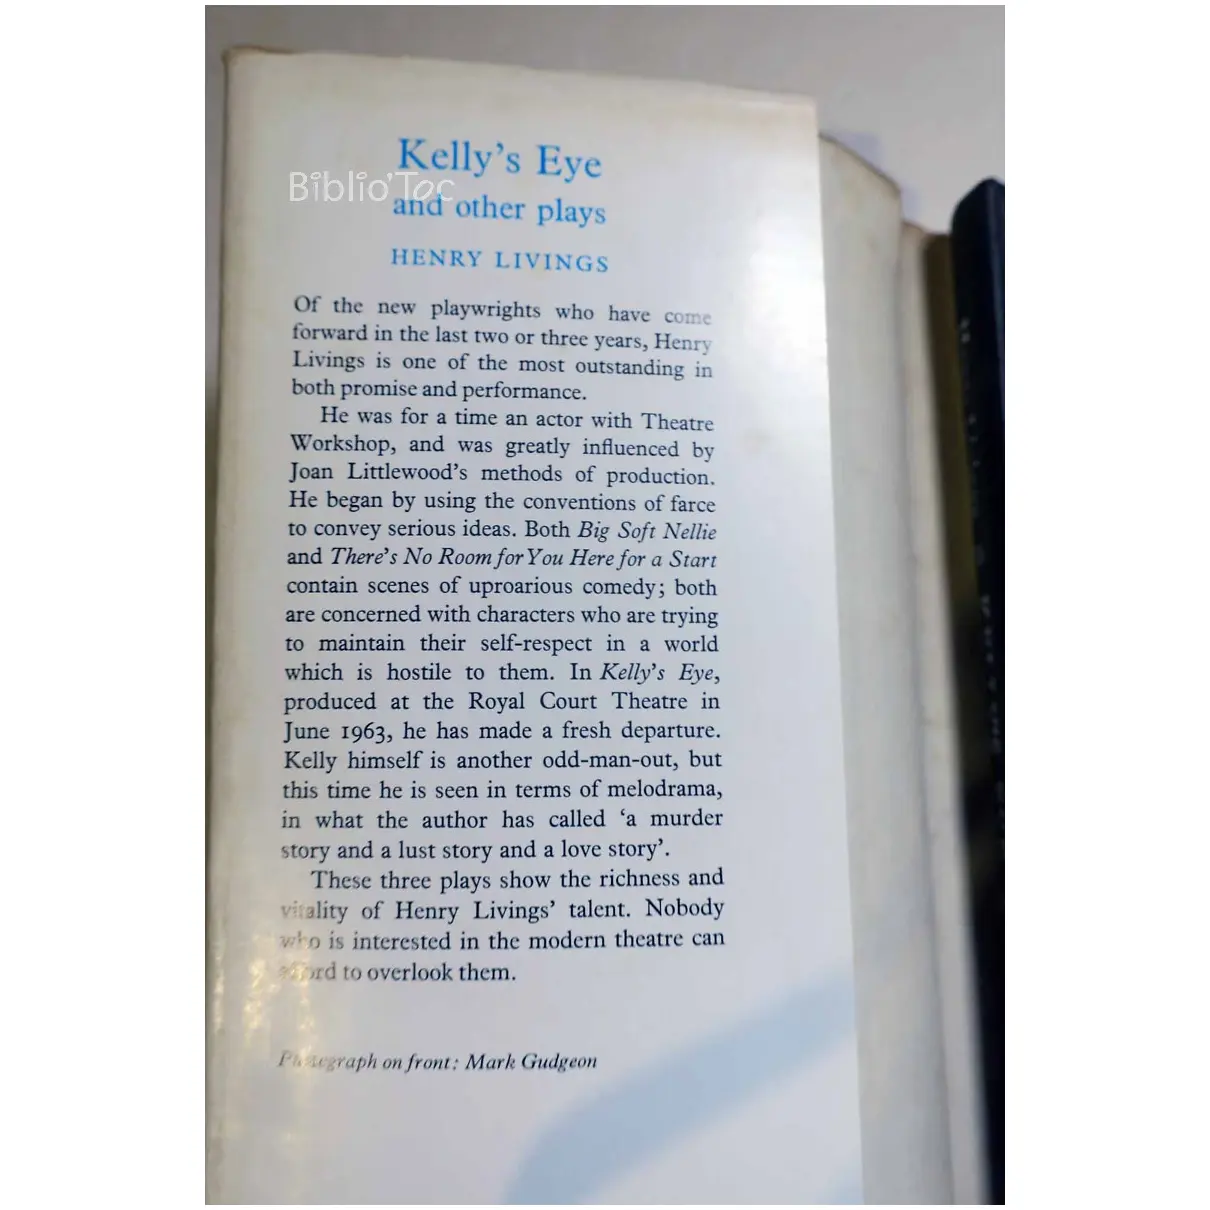 Kelly's Eye
Biblio'Toc
and other plays
HENRY LIVINGS
Of the new playwrights who have come
forward in the last two or three years, Henry
Livings is one of the most outstanding in
both promise and performance.
He was for a time an actor with Theatre
Workshop, and was greatly influenced by
Joan Littlewood's methods of production.
He began by using the conventions of farce
to convey serious ideas. Both Big Soft Nellie
and There's No Room for You Here for a Start
contain scenes of uproarious comedy; both
are concerned with characters who are trying
to maintain their self-respect in a world
which is hostile to them. In Kelly's Eye,
produced at the Royal Court Theatre in
June 1963, he has made a fresh departure.
Kelly himself is another odd-man-out, but
this time he is seen in terms of melodrama,
in what the author has called 'a murder
story and a lust story and a love story'.
These three plays show the richness and
vitality of Henry Livings' talent. Nobody
who is interested in the modern theatre can
afford to overlook them.
Photograph on front: Mark Gudgeon